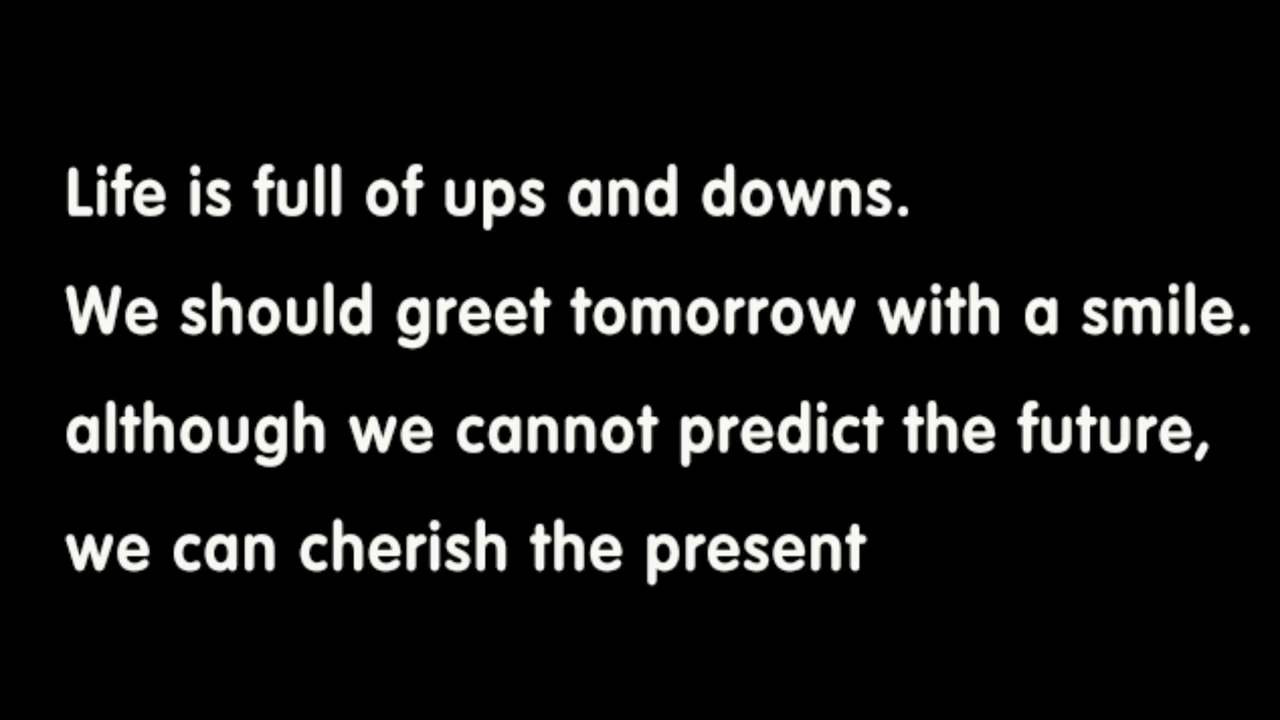 Life is full of ups and downs.
We should greet tomorrow with a smile.
although we cannot predict the future,
we can cherish the present